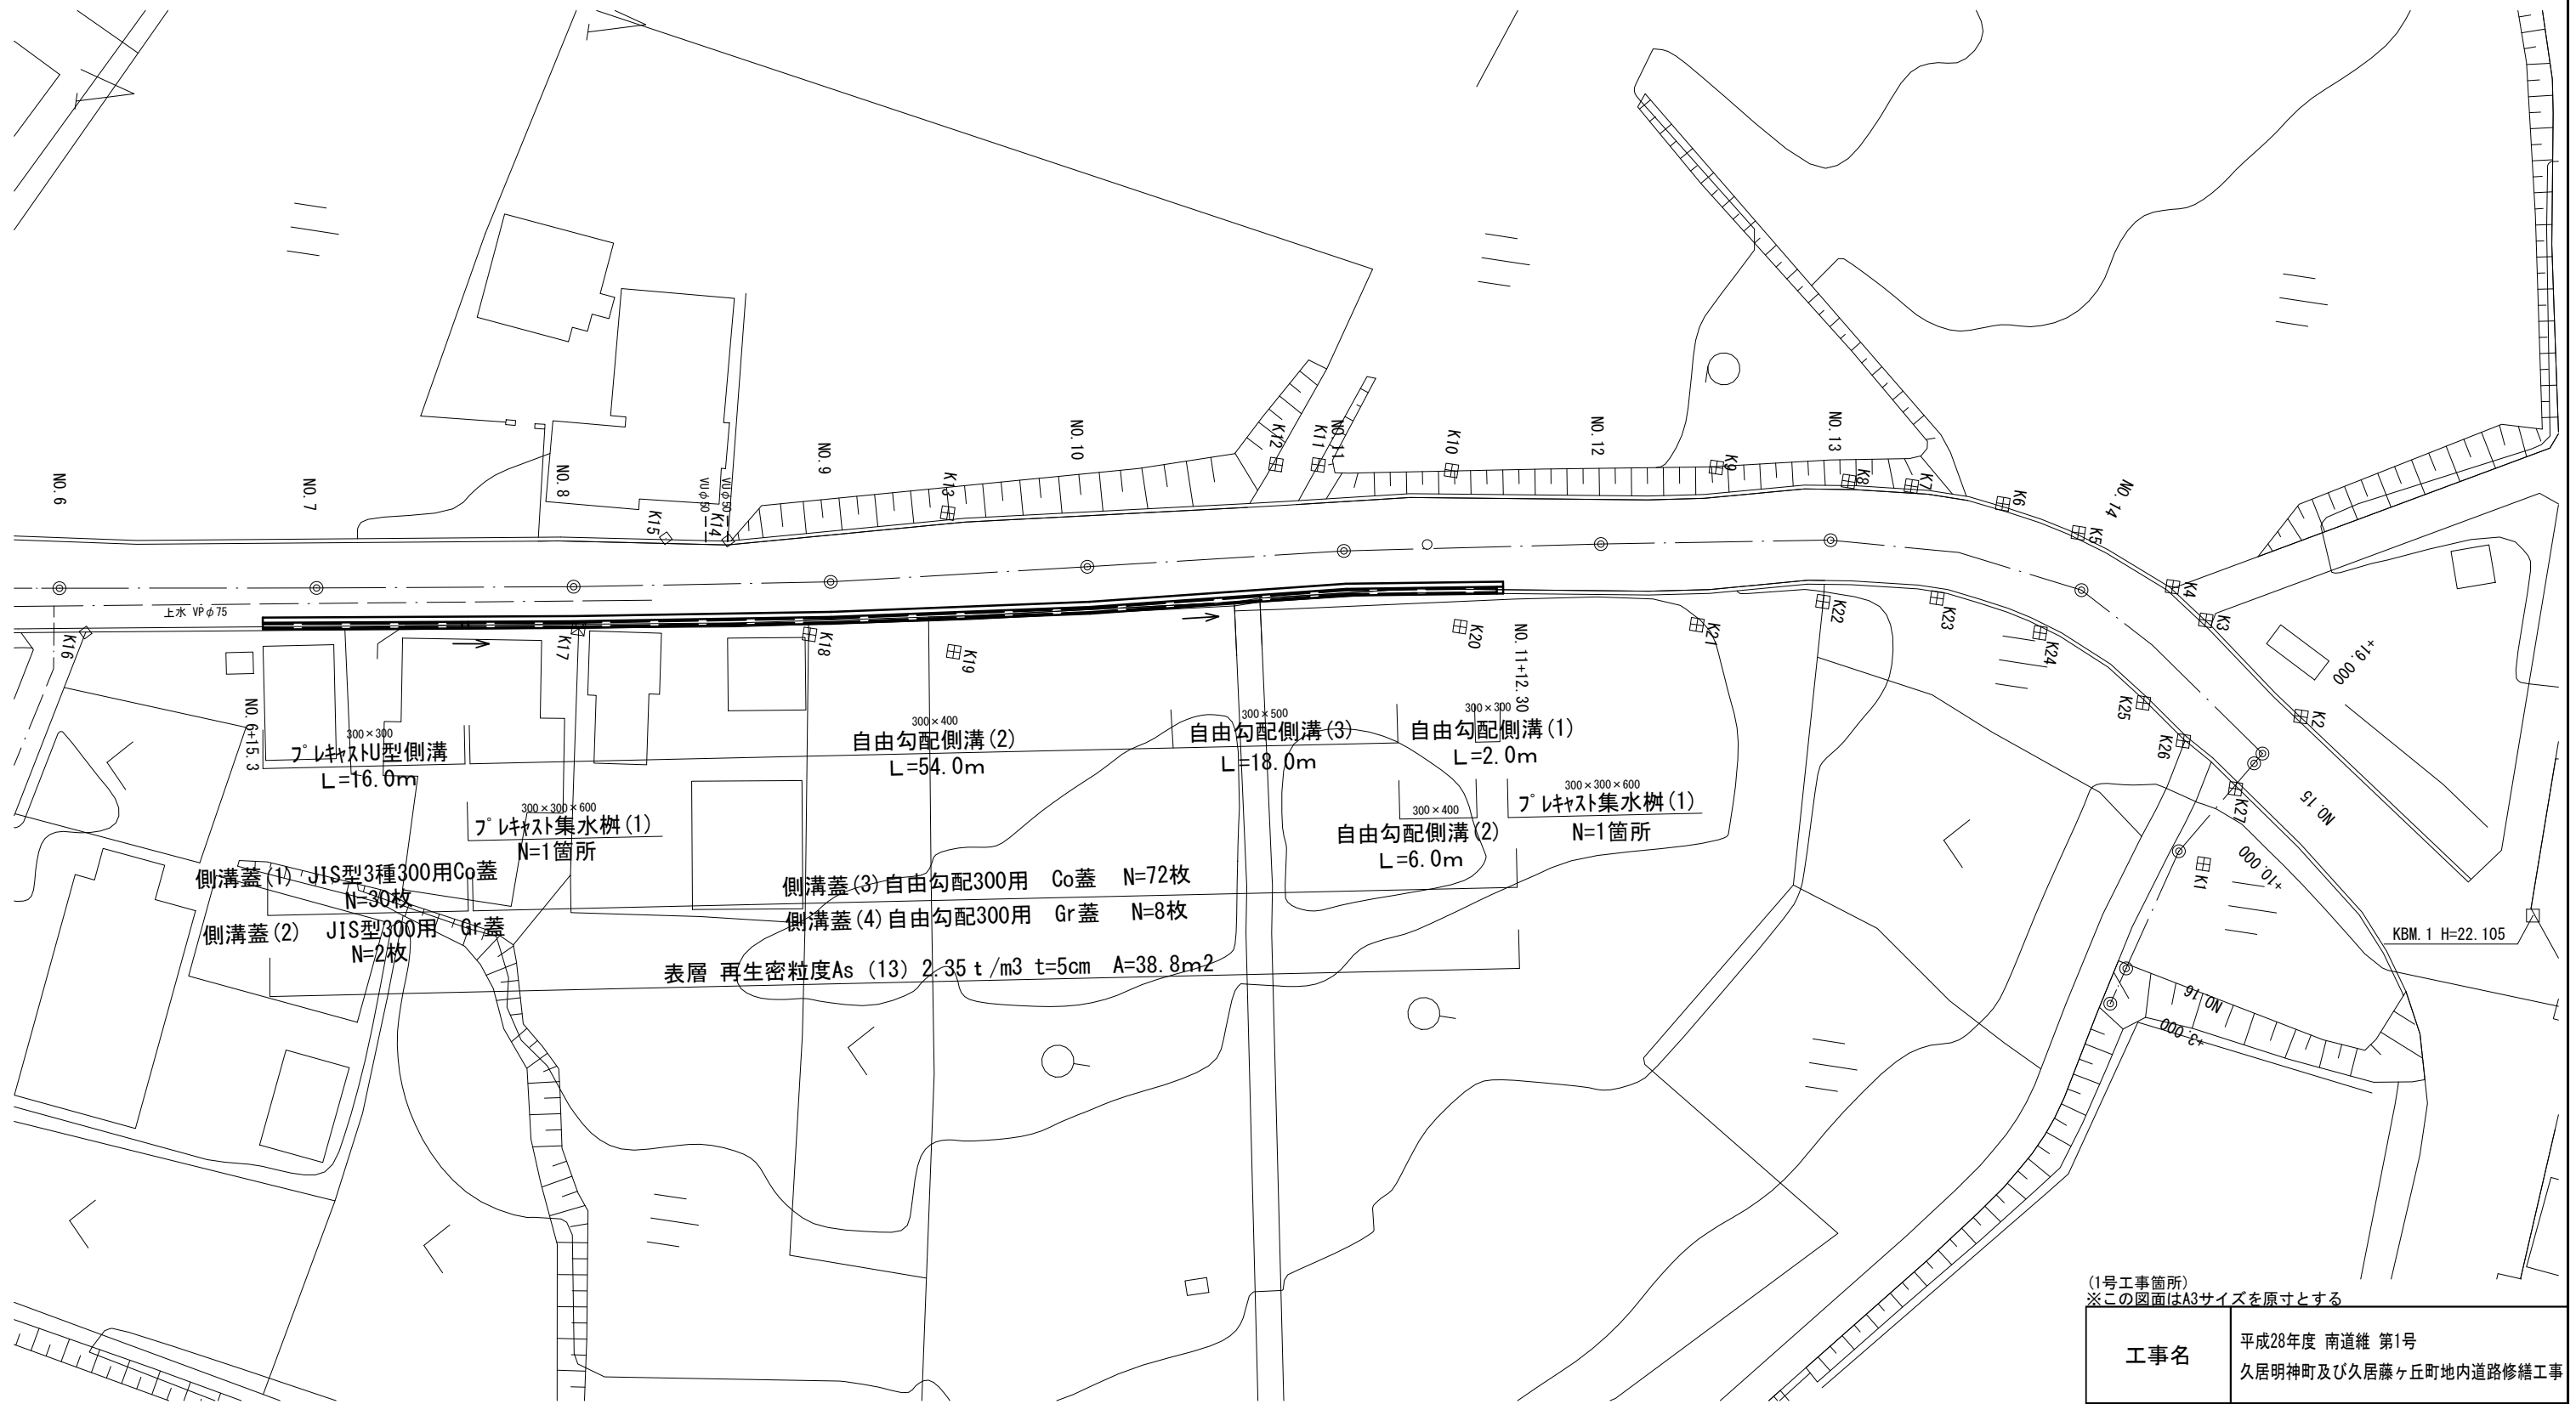 NO.6
NO.7
NO.8
NO.9
NO.10
NO.11
NO.12
NO.13
NO.14
NO.15
NO.16
VUφ50
VUφ50
K15
K14
K13
K12
K11
K10
K9
K8
K7
K6
K5
K4
K3
K2
K16
K17
K18
K19
K20
K21
K22
K23
K24
K25
K26
K27
K1
上水 VPφ75
+19.000
+10.000
+3.000
KBM.1 H=22.105
NO.6+15.3
NO.11+12.30
300×300
プレキャストU型側溝
L=16.0m
300×400
自由勾配側溝(2)
L=54.0m
300×500
自由勾配側溝(3)
L=18.0m
300×300
自由勾配側溝(1)
L=2.0m
300×300×600
プレキャスト集水桝(1)
N=1箇所
300×400
自由勾配側溝(2)
L=6.0m
300×300×600
プレキャスト集水桝(1)
N=1箇所
側溝蓋(1) JIS型3種300用Co蓋
N=30枚
側溝蓋(2) JIS型300用 Gr蓋
N=2枚
側溝蓋(3)自由勾配300用 Co蓋 N=72枚
側溝蓋(4)自由勾配300用 Gr蓋 N=8枚
表層 再生密粒度As (13) 2.35t/m3 t=5cm A=38.8m2
(1号工事箇所)
※この図面はA3サイズを原寸とする
工事名
平成28年度 南道維 第1号
久居明神町及び久居藤ヶ丘町地内道路修繕工事